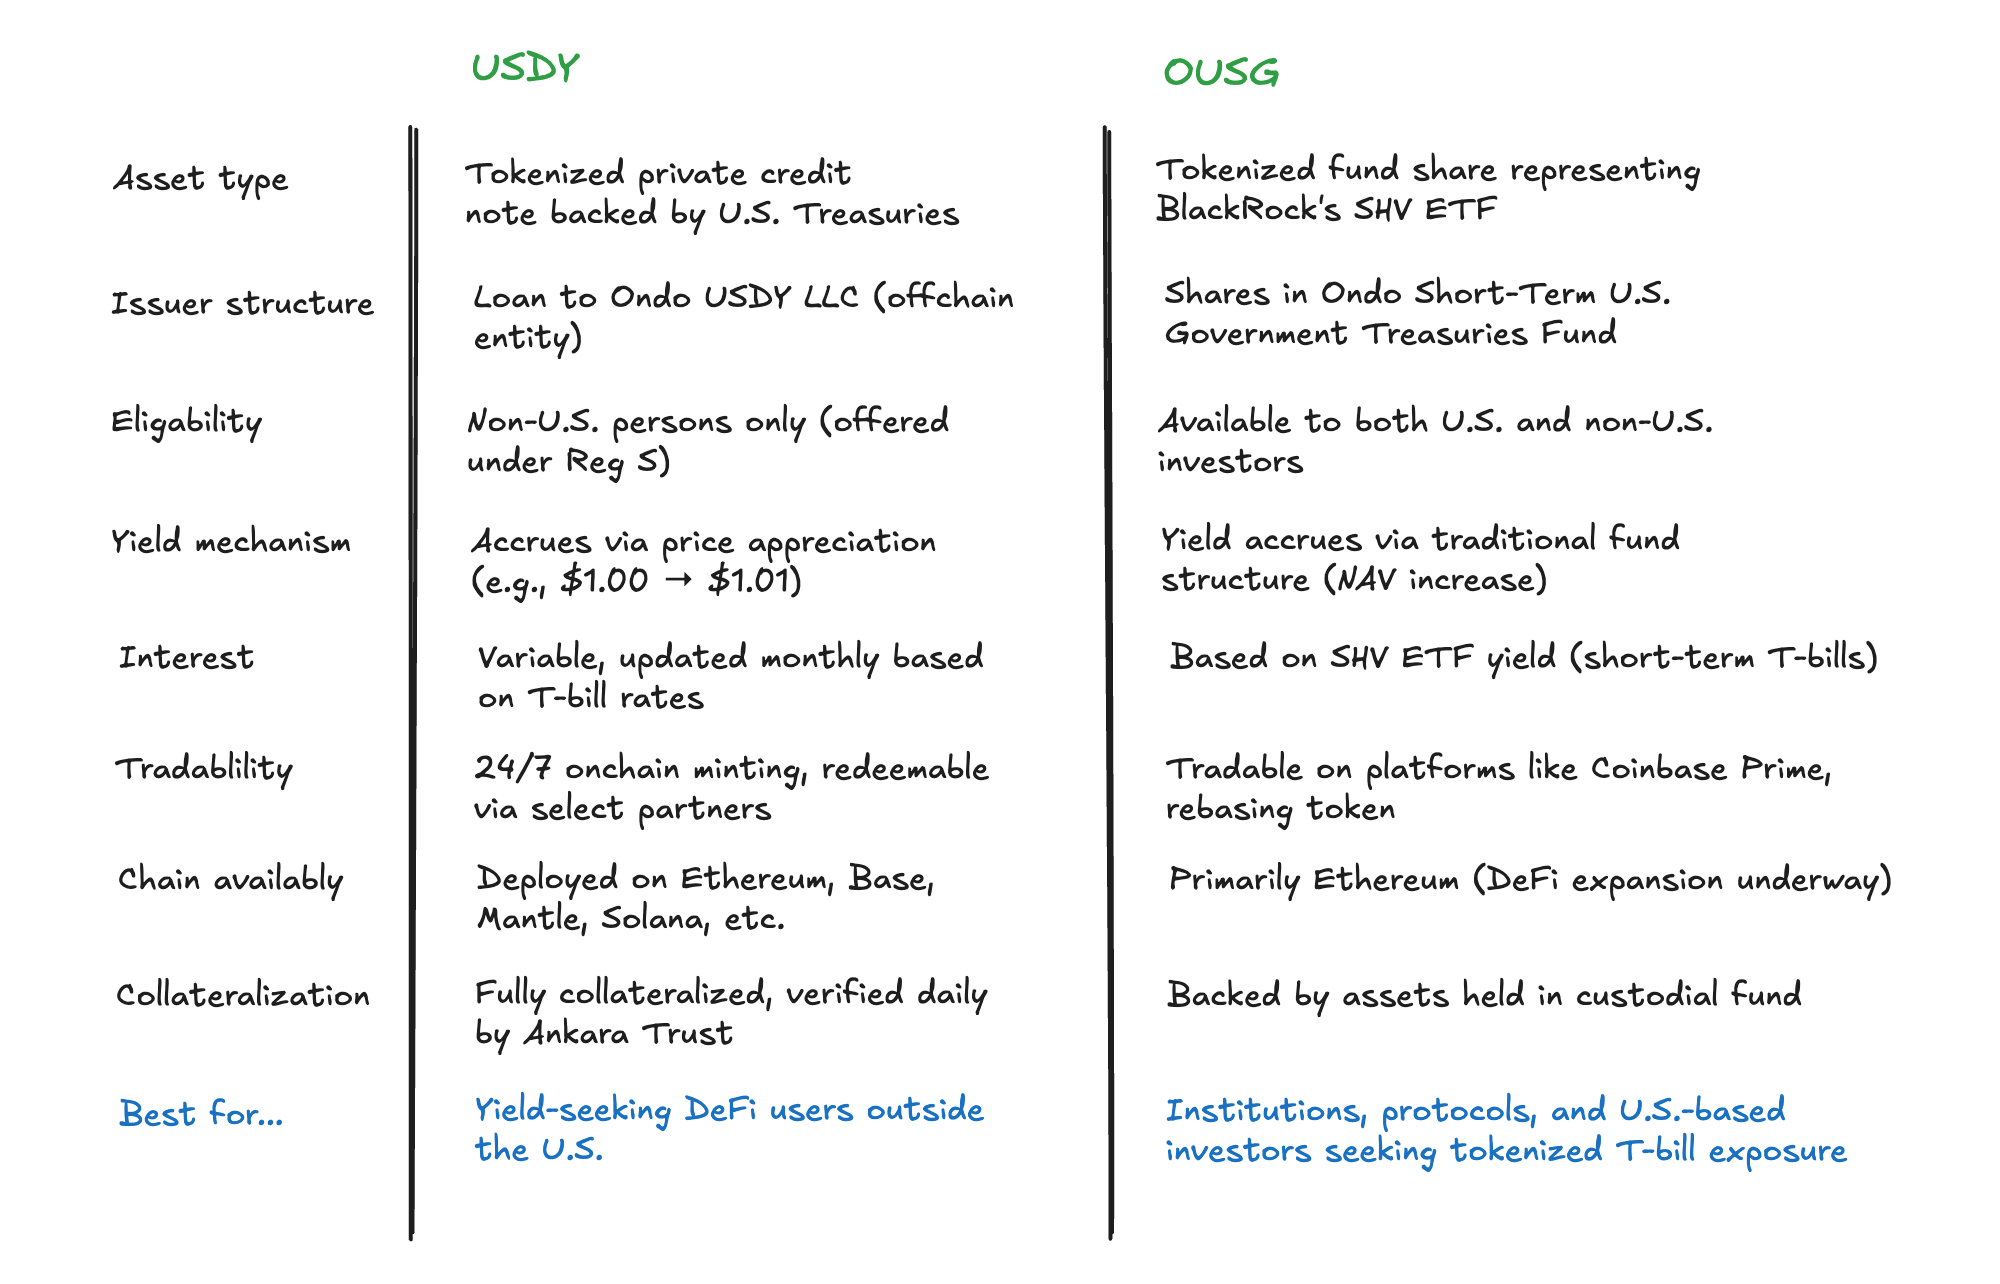 USDY
OUSG
Asset type
Tokenized private credit
note backed by U.S. Treasuries
Tokenized fund share representing
BlackRock's SHV ETF
Issuer structure
Loan to Ondo USDY LLC (offchain
entity)
Shares in Ondo Short-Term U.S.
Government Treasuries Fund
Eligability
Non-U.S. persons only (offered
under Reg S)
Available to both U.S. and non-U.S.
investors
Yield mechanism
Accrues via price appreciation
(e.g., $1.00 → $1.01)
Yield accrues via traditional fund
structure (NAV increase)
Interest
Variable, updated monthly based
on T-bill rates
Based on SHV ETF yield (short-term T-bills)
Tradablility
24/7 onchain minting, redeemable
via select partners
Tradable on platforms like Coinbase Prime,
rebasing token
Chain availably
Deployed on Ethereum, Base,
Mantle, Solana, etc.
Primarily Ethereum (DeFi expansion underway)
Collateralization
Fully collateralized, verified daily
by Ankara Trust
Backed by assets held in custodial fund
Best for...
Yield-seeking DeFi users outside
the U.S.
Institutions, protocols, and U.S.-based
investors seeking tokenized T-bill exposure